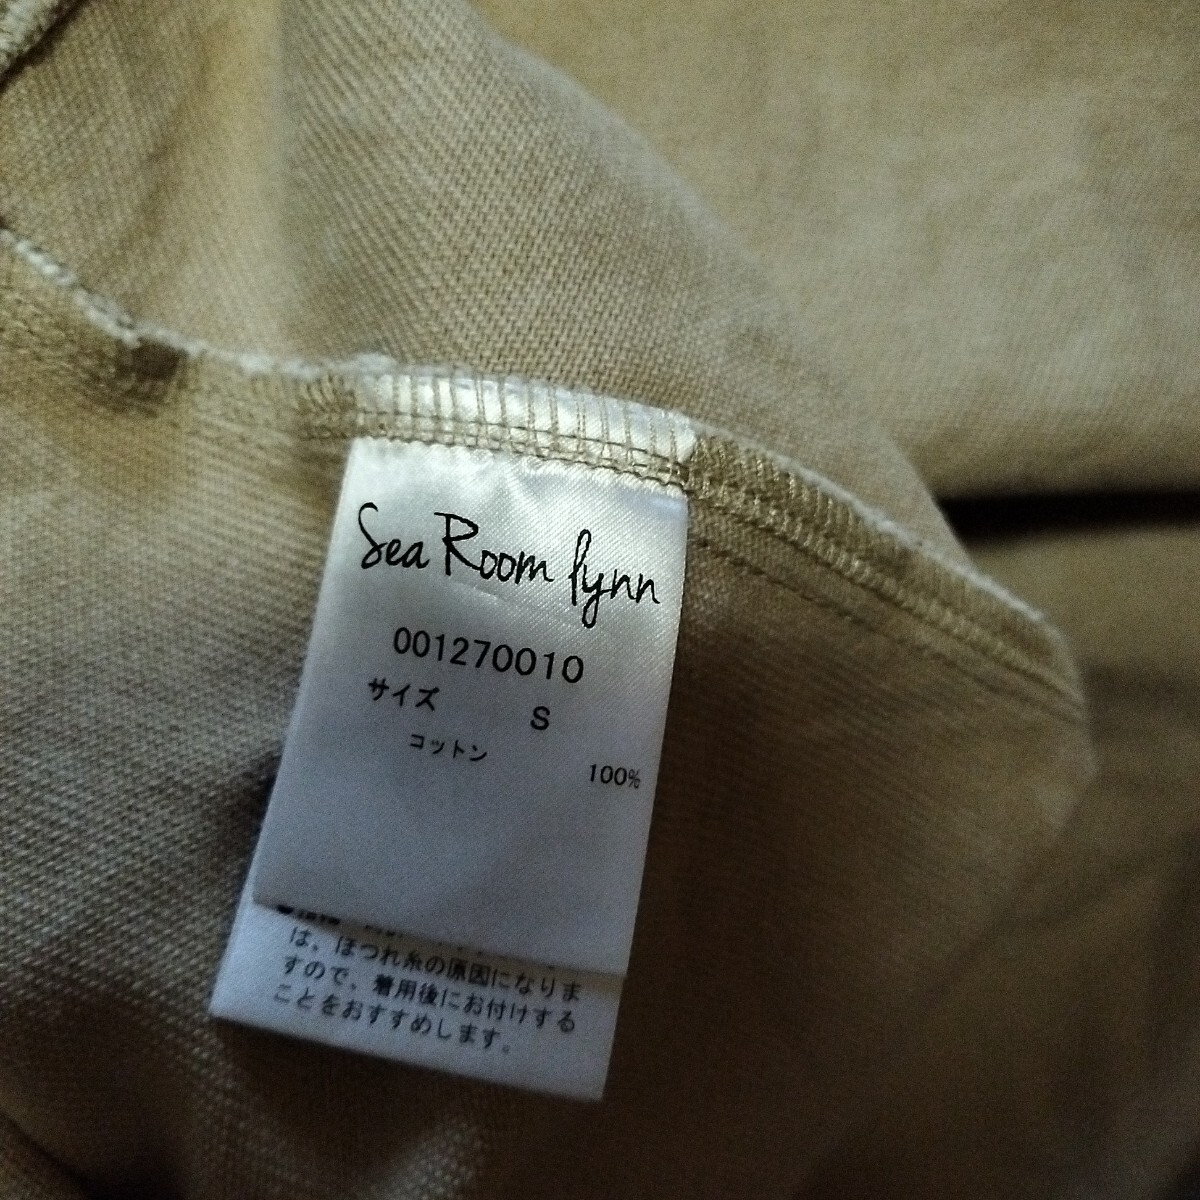 Sea Room lynn
001270010
サイズ S
コットン 100%
は、ほつれ糸の原因になりま
すので、着用後にお付けする
ことをおすすめします。